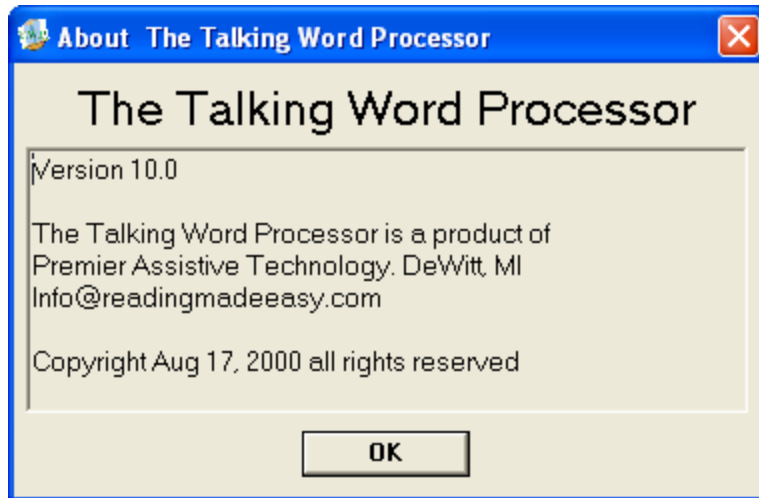 About The Talking Word Processor
The Talking Word Processor
Version 10.0
The Talking Word Processor is a product of
Premier Assistive Technology. DeWitt, MI
Info@readingmadeeasy.com
Copyright Aug 17, 2000 all rights reserved
OK